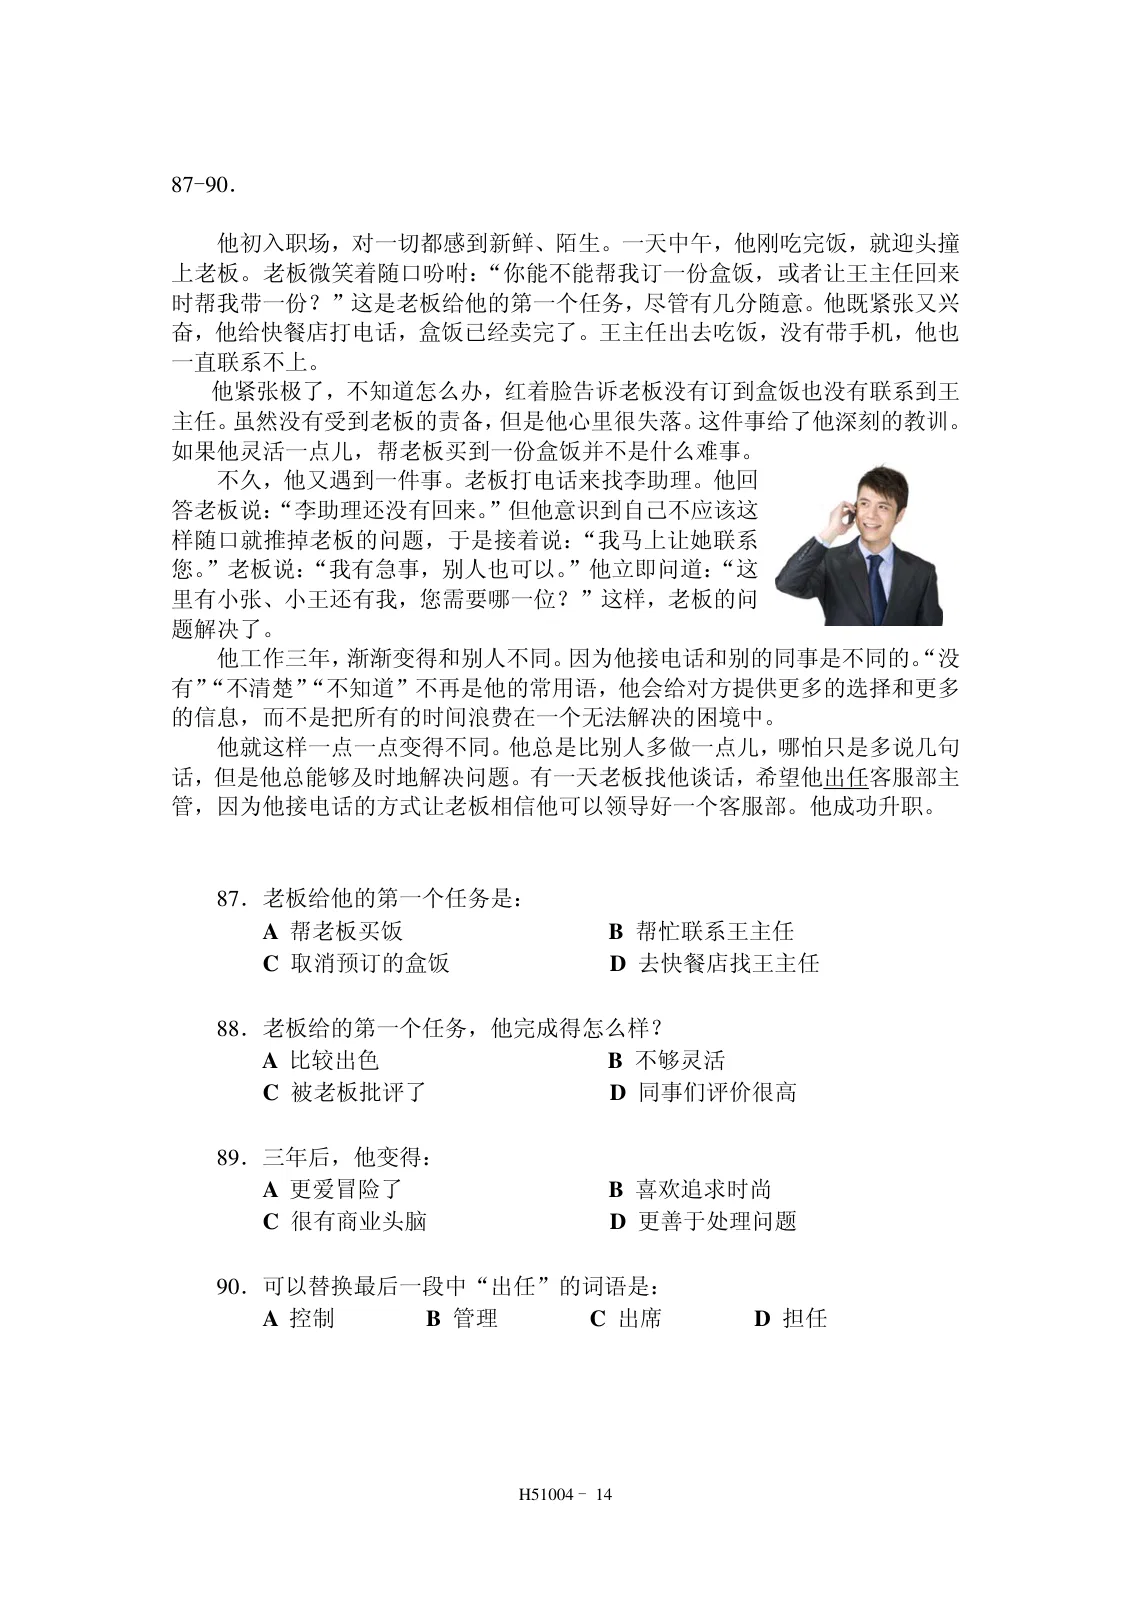 87-90．
他初入职场，对一切都感到新鲜、陌生。一天中午，他刚吃完饭，就迎头撞
上老板。老板微笑着随口吩咐：“你能不能帮我订一份盒饭，或者让王主任回来
时帮我带一份？”这是老板给他的第一个任务，尽管有几分随意。他既紧张又兴
奋，他给快餐店打电话，盒饭已经卖完了。王主任出去吃饭，没有带手机，他也
一直联系不上。
他紧张极了，不知道怎么办，红着脸告诉老板没有订到盒饭也没有联系到王
主任。虽然没有受到老板的责备，但是他心里很失落。这件事给了他深刻的教训。
如果他灵活一点儿，帮老板买到一份盒饭并不是什么难事。
不久，他又遇到一件事。老板打电话来找李助理。他回
答老板说：“李助理还没有回来。”但他意识到自己不应该这
样随口就推掉老板的问题，于是接着说：“我马上让她联系
您。”老板说：“我有急事，别人也可以。”他立即问道：“这
里有小张、小王还有我，您需要哪一位？”这样，老板的问
题解决了。
他工作三年，渐渐变得和别人不同。因为他接电话和别的同事是不同的。“没
有”“不清楚”“不知道”不再是他的常用语，他会给对方提供更多的选择和更多
的信息，而不是把所有的时间浪费在一个无法解决的困境中。
他就这样一点一点变得不同。他总是比别人多做一点儿，哪怕只是多说几句
话，但是他总能够及时地解决问题。有一天老板找他谈话，希望他出任客服部主
管，因为他接电话的方式让老板相信他可以领导好一个客服部。他成功升职。
87．老板给他的第一个任务是：
A 帮老板买饭 B 帮忙联系王主任
C 取消预订的盒饭 D 去快餐店找王主任
88．老板给的第一个任务，他完成得怎么样？
A 比较出色 B 不够灵活
C 被老板批评了 D 同事们评价很高
89．三年后，他变得：
A 更爱冒险了 B 喜欢追求时尚
C 很有商业头脑 D 更善于处理问题
90．可以替换最后一段中“出任”的词语是：
A 控制 B 管理 C 出席 D 担任
H51004－ 14